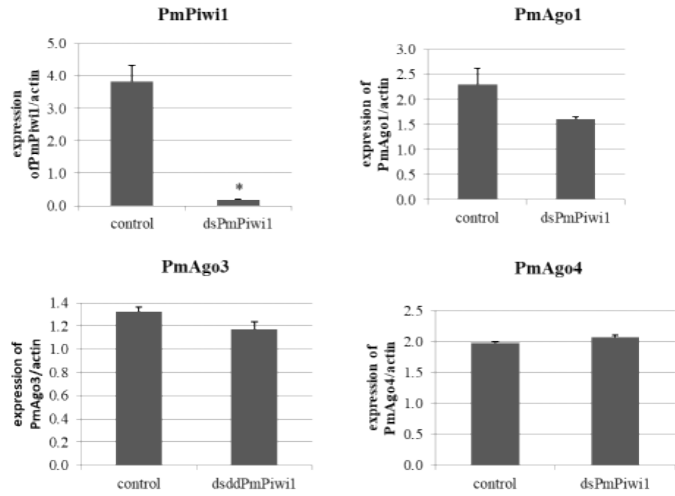 PmPiwi1
expression
ofPmPiwi1/actin
5.0
4.0
3.0
2.0
1.0
0.0
*
control
dsPmPiwi1
PmAgo1
expression of
PmAgo1/actin
3.0
2.5
2.0
1.5
1.0
0.5
0.0
control
dsPmPiwi1
PmAgo3
expression of
PmAgo3/actin
1.4
1.2
1.0
0.8
0.6
0.4
0.2
0.0
control
dsddPmPiwi1
PmAgo4
expression of
PmAgo4/actin
2.5
2.0
1.5
1.0
0.5
0.0
control
dsPmPiwi1